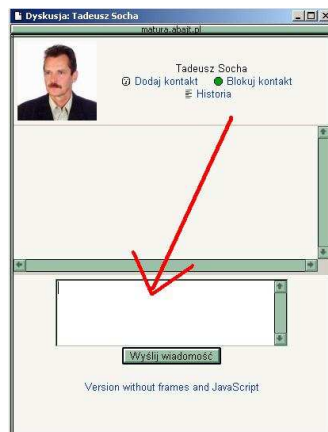 Dyskusja: Tadeusz Socha
matura.abajt.pl
Tadeusz Socha
Dodaj kontakt Blokuj kontakt
Historia
Wyślij wiadomość
Version without frames and JavaScript